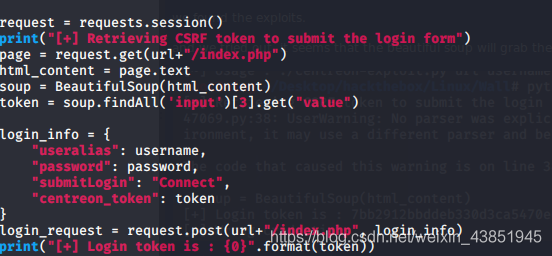 request = requests.session()
print("[+] Retrieving CSRF token to submit the login form")
page = request.get(url+"/index.php")
html_content = page.text
soup = BeautifulSoup(html_content)
token = soup.findAll('input')[3].get("value")
login_info = {
"useralias": username,
"password": password,
"submitLogin": "Connect",
"centreon_token": token
}
login_request = request.post(url+"/index.php", login_info)
print("[+] Login token is : {0}".format(token))
https://blog.csdn.net/weixin_43851945